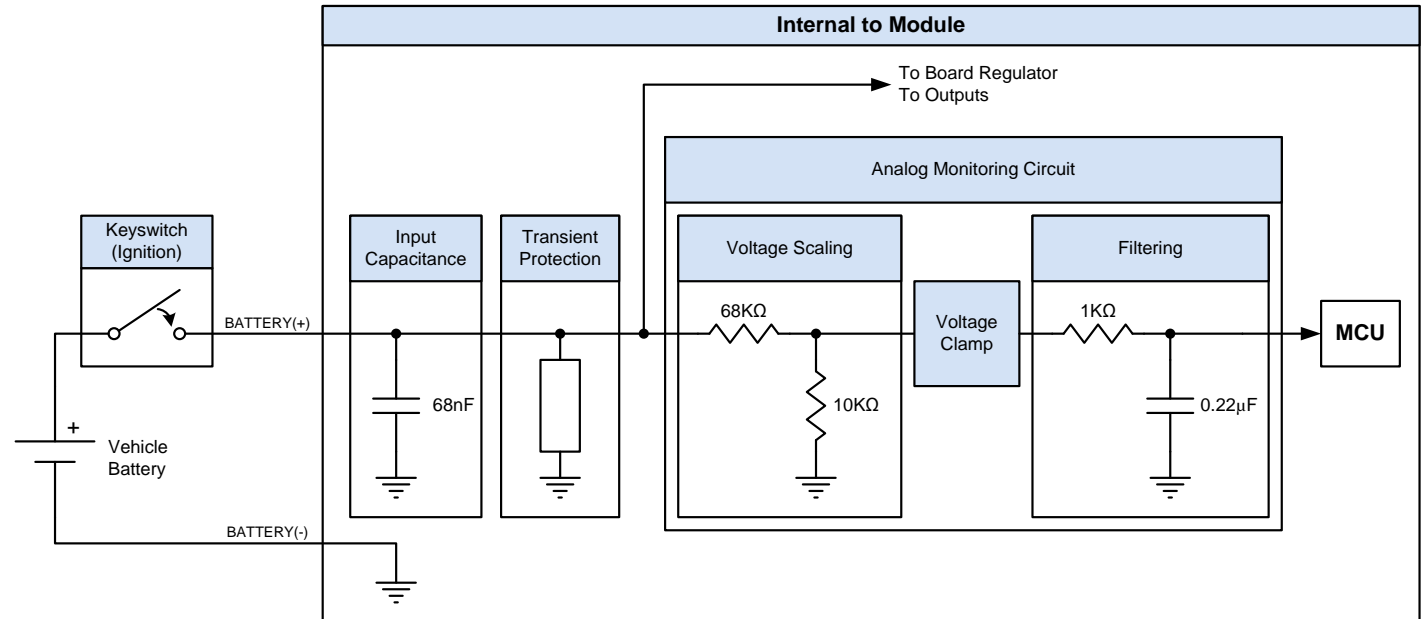 Internal to Module
To Board Regulator
To Outputs
Analog Monitoring Circuit
Keyswitch
(Ignition)
Input
Capacitance
Transient
Protection
Voltage Scaling
Filtering
BATTERY(+)
68KΩ
Voltage
Clamp
1KΩ
MCU
68nF
10KΩ
0.22μF
+
Vehicle
Battery
BATTERY(-)